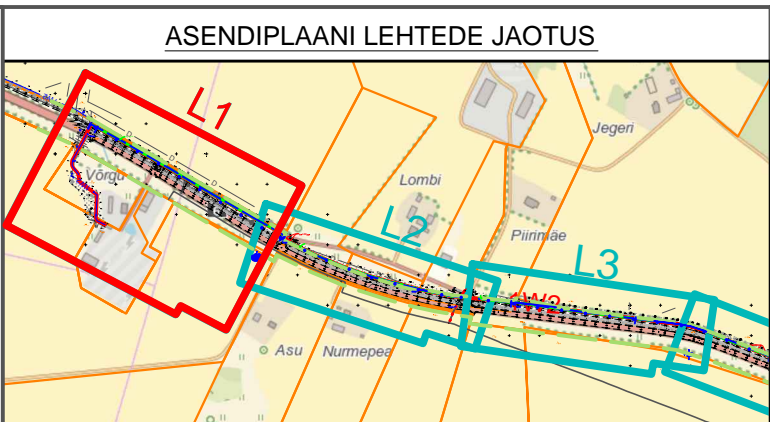 ASENDIPLAANI LEHTEDE JAOTUS
L1
Jegeri
Võrgu
Lombi
L2
Piirimäe
L3
Asu
Nurmepea